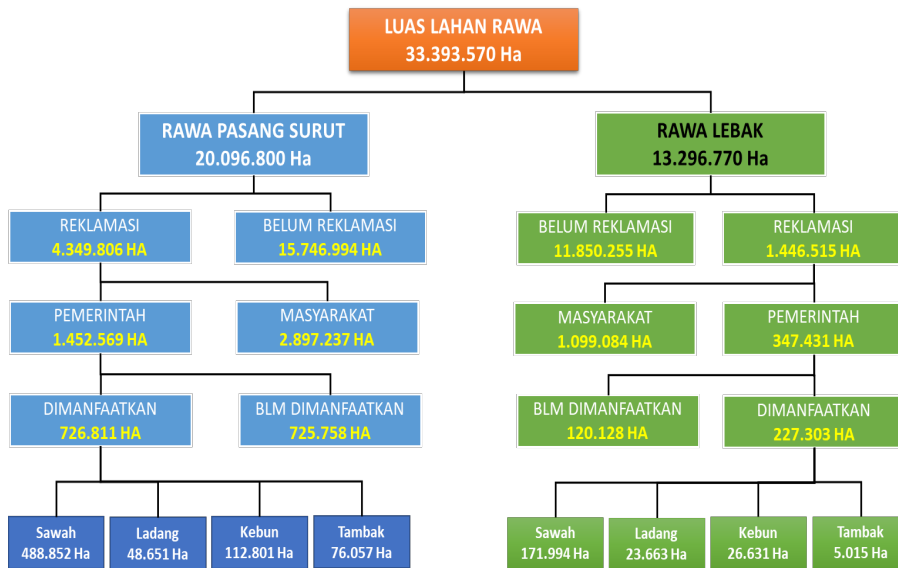 LUAS LAHAN RAWA
33.393.570 Ha
RAWA PASANG SURUT
20.096.800 Ha
RAWA LEBAK
13.296.770 Ha
REKLAMASI
4.349.806 HA
BELUM REKLAMASI
15.746.994 HA
BELUM REKLAMASI
11.850.255 HA
REKLAMASI
1.446.515 HA
PEMERINTAH
1.452.569 HA
MASYARAKAT
2.897.237 HA
MASYARAKAT
1.099.084 HA
PEMERINTAH
347.431 HA
DIMANFAATKAN
726.811 HA
BLM DIMANFAATKAN
725.758 HA
BLM DIMANFAATKAN
120.128 HA
DIMANFAATKAN
227.303 HA
Sawah
488.852 Ha
Ladang
48.651 Ha
Kebun
112.801 Ha
Tambak
76.057 Ha
Sawah
171.994 Ha
Ladang
23.663 Ha
Kebun
26.631 Ha
Tambak
5.015 Ha